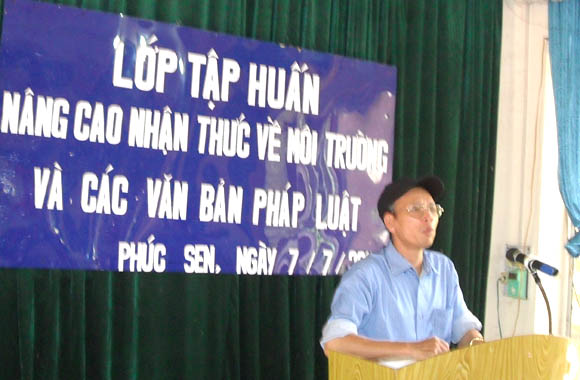 LỚP TẬP HUẤN
NÂNG CAO NHẬN THỨC VỀ MÔI TRƯỜNG
VÀ CÁC VĂN BẢN PHÁP LUẬT
PHÚC SEN, NGÀY 7 / 7 /